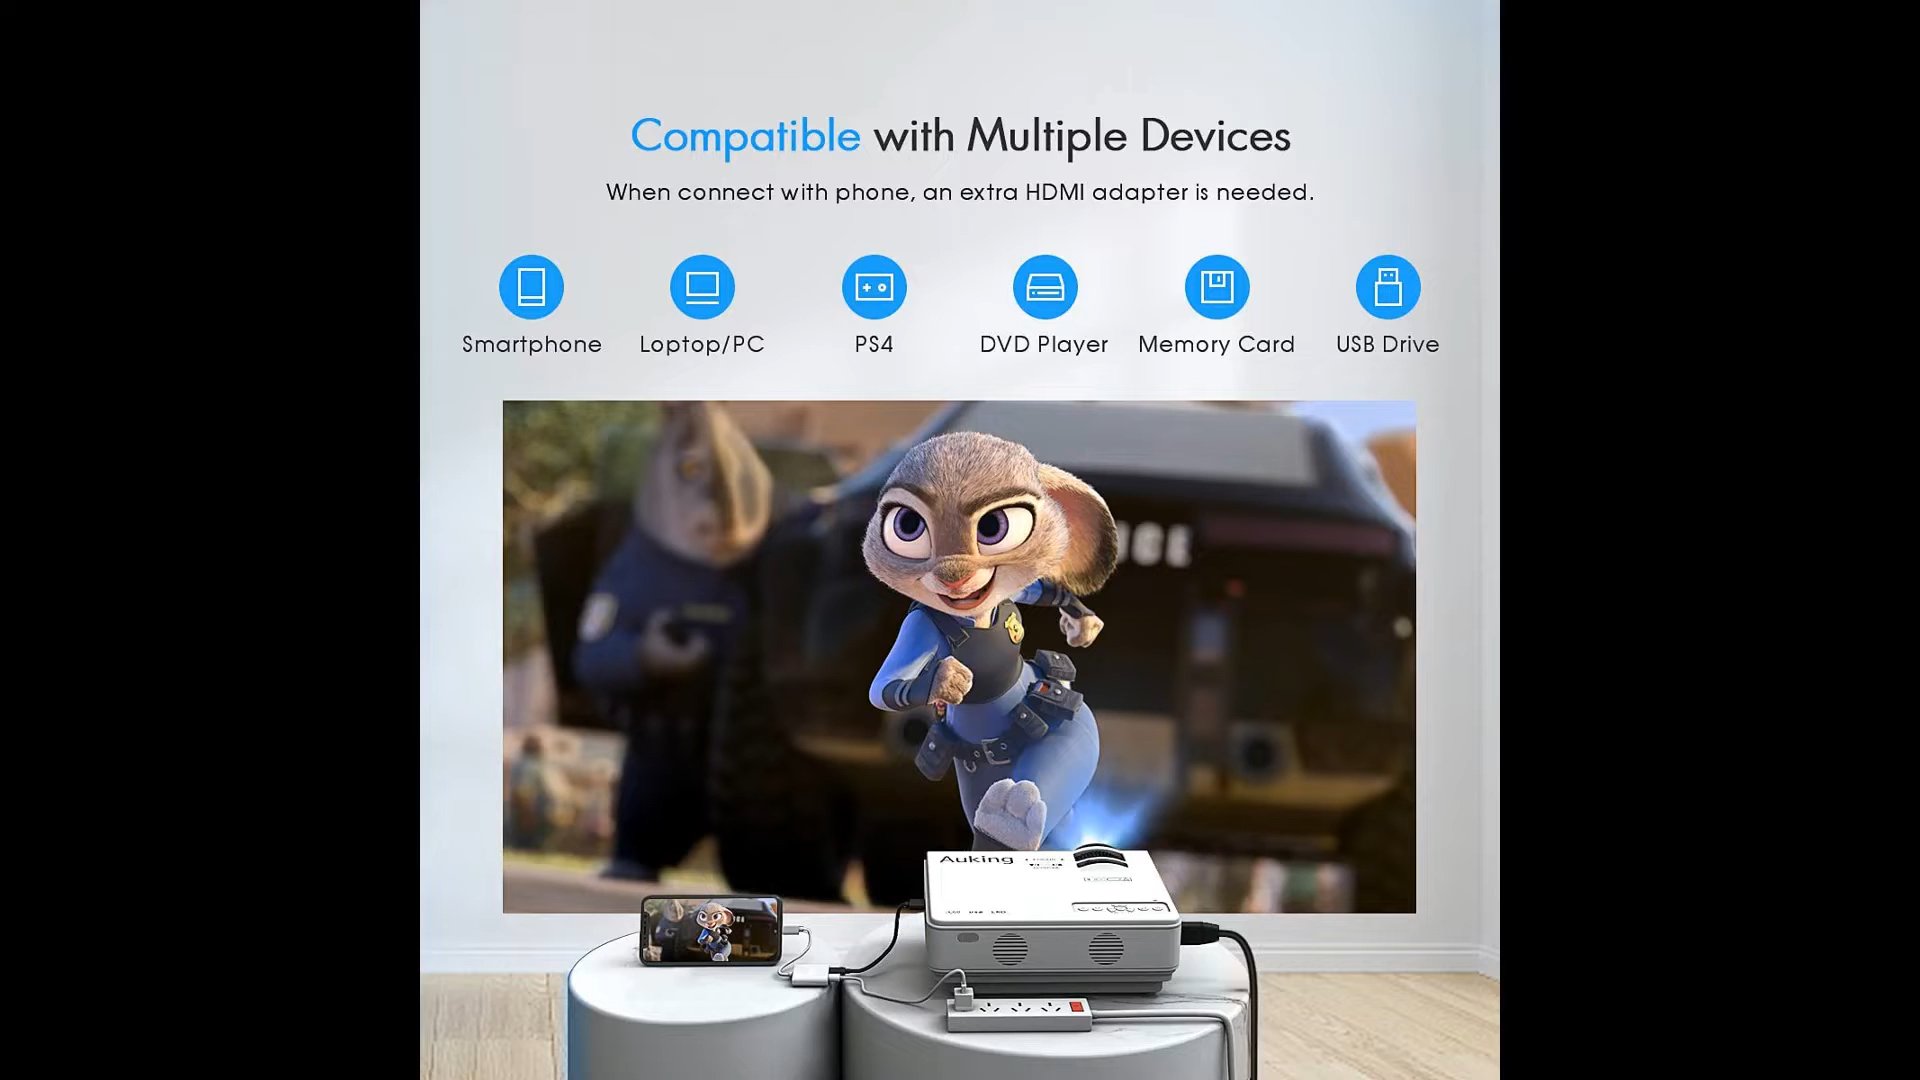 Compatible with Multiple Devices
When connect with phone, an extra HDMI adapter is needed.
Smartphone
Loptop/PC
PS4
DVD Player
Memory Card
USB Drive
Auking